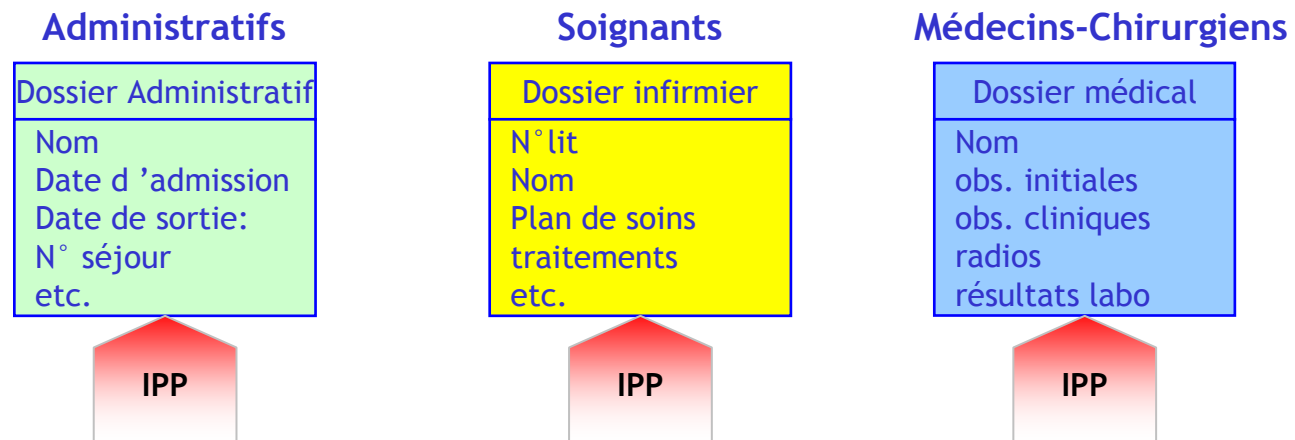 Administratifs
Dossier Administratif
Nom
Date d ’admission
Date de sortie:
N° séjour
etc.
IPP
Soignants
Dossier infirmier
N°lit
Nom
Plan de soins
traitements
etc.
IPP
Médecins-Chirurgiens
Dossier médical
Nom
obs. initiales
obs. cliniques
radios
résultats labo
IPP